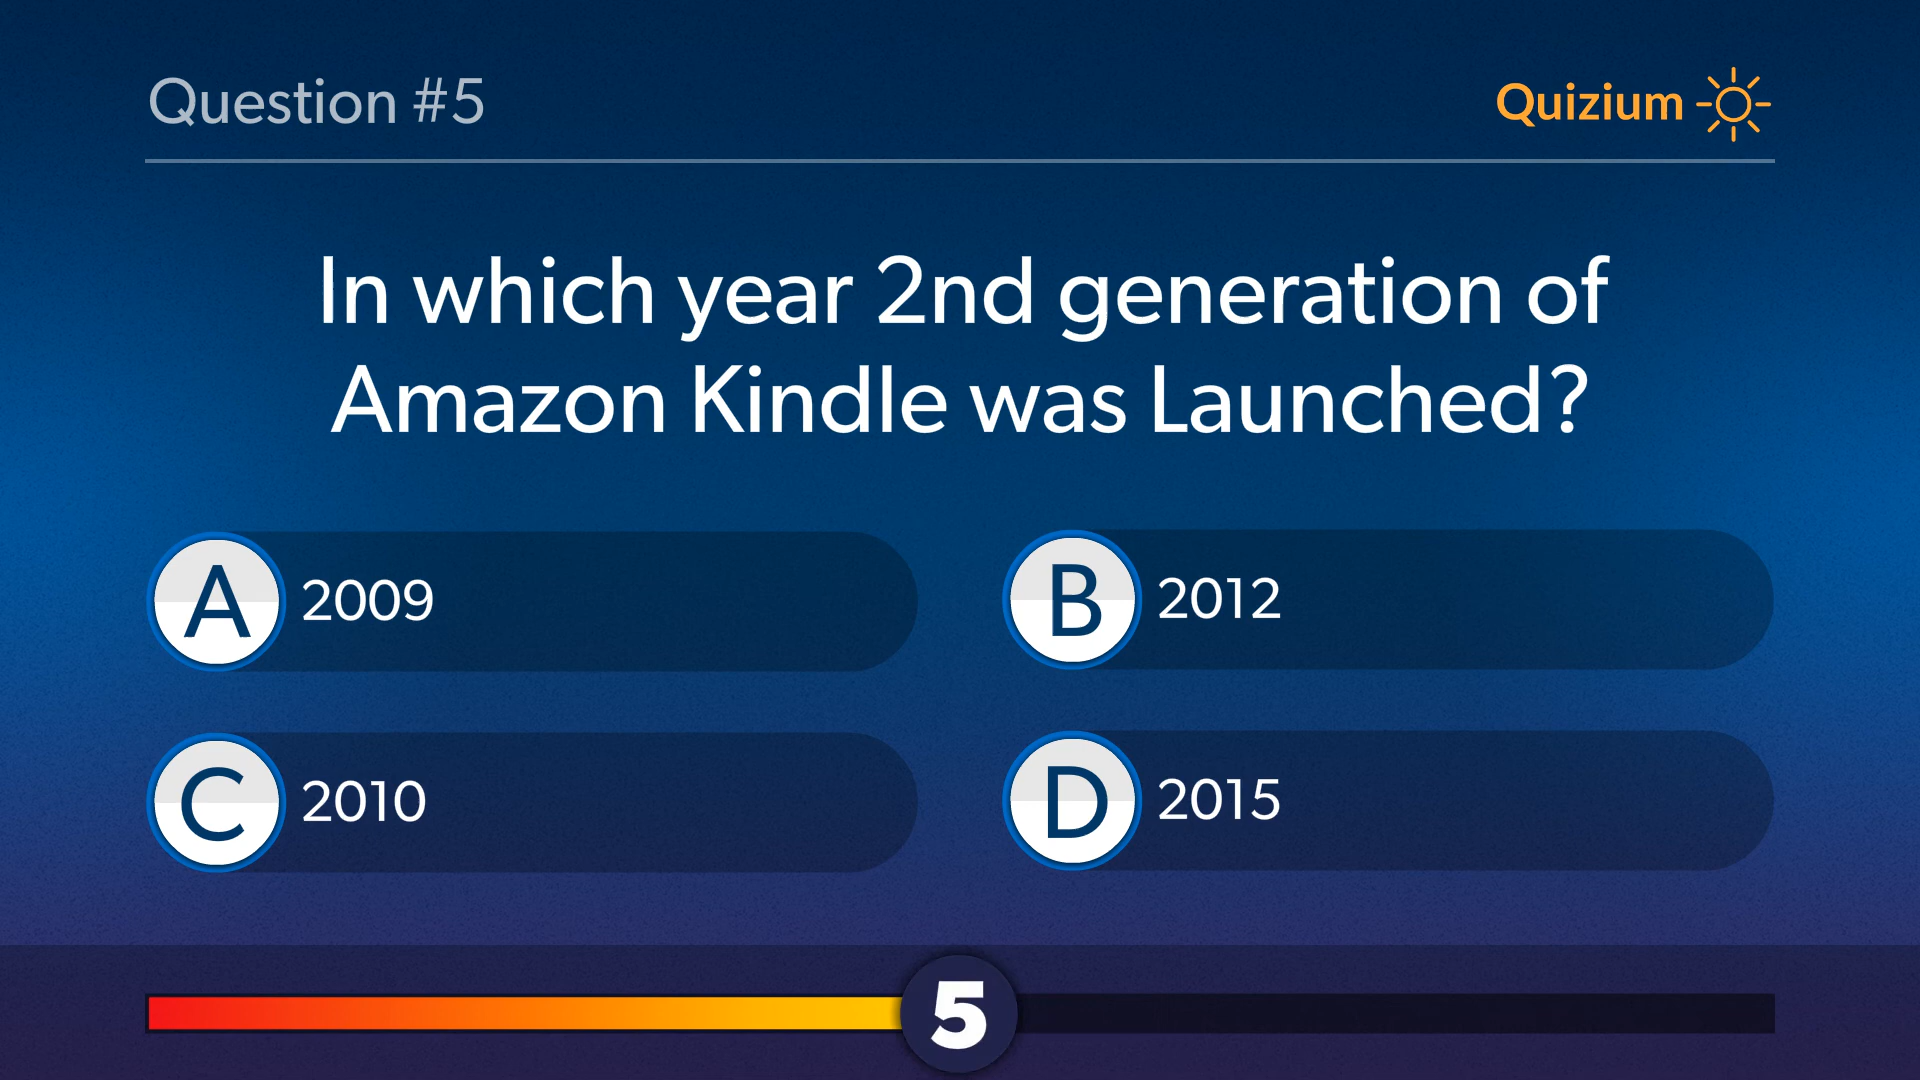 Question #5
Quizium
In which year 2nd generation of
Amazon Kindle was Launched?
A 2009
B 2012
C 2010
D 2015
5